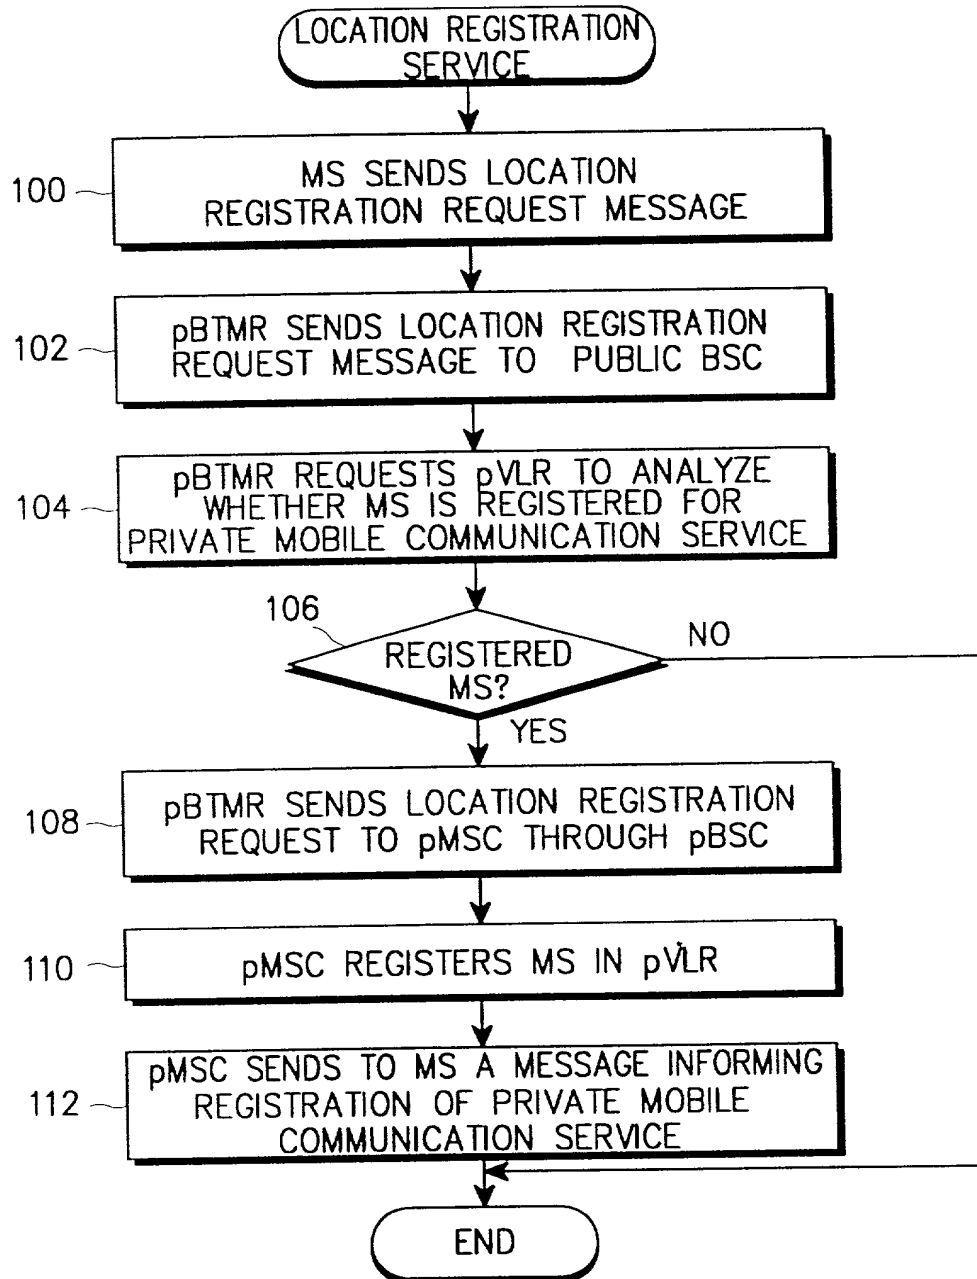 LOCATION REGISTRATION
SERVICE
100
MS SENDS LOCATION
REGISTRATION REQUEST MESSAGE
102
pBTMR SENDS LOCATION REGISTRATION
REQUEST MESSAGE TO PUBLIC BSC
104
pBTMR REQUESTS pVLR TO ANALYZE
WHETHER MS IS REGISTERED FOR
PRIVATE MOBILE COMMUNICATION SERVICE
106
REGISTERED
MS?
NO
YES
108
pBTMR SENDS LOCATION REGISTRATION
REQUEST TO pMSC THROUGH pBSC
110
pMSC REGISTERS MS IN pVLR
112
pMSC SENDS TO MS A MESSAGE INFORMING
REGISTRATION OF PRIVATE MOBILE
COMMUNICATION SERVICE
END